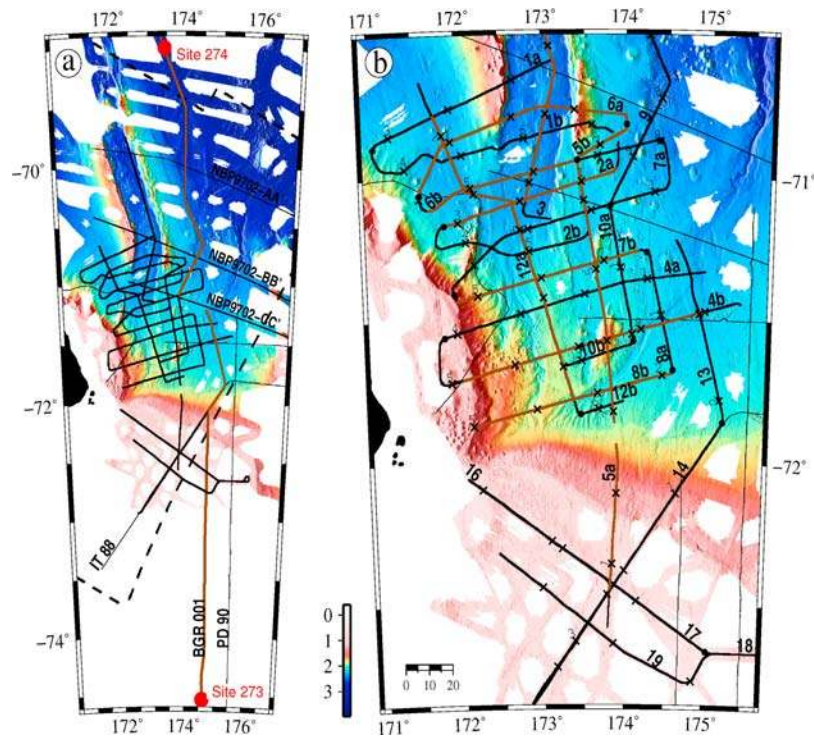 172° 174° 176°
a
Site 274
−70
NBP9702-AA'
NBP9702-BB'
NBP9702-dC'
−72
IT 88
BGR 001
PD 90
−74
Site 273
172° 174° 176°
0
1
2
3
171° 172° 173° 174° 175°
b
1a
6a
9
1b
5b
2a
7a
−71
6b
3
10a
2b
12a
7b
4a
4b
10b
8a
8b
12b
13
−72
5a
14
16
17
18
19
0 10 20
171° 172° 173° 174° 175°